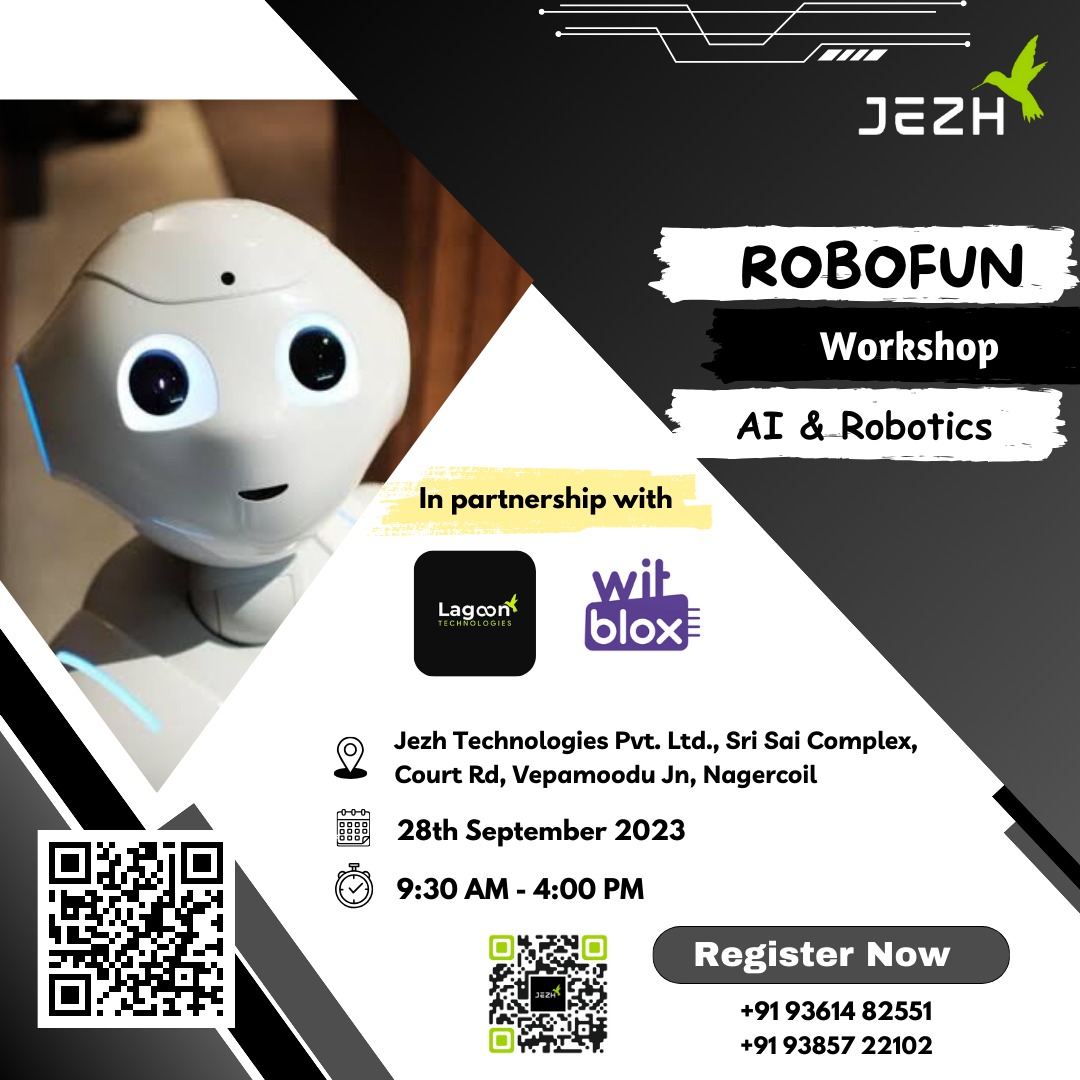 JEZH
ROBOFUN
Workshop
AI & Robotics
In partnership with
Lagoon
TECHNOLOGIES
wit
blox
Jezh Technologies Pvt. Ltd., Sri Sai Complex,
Court Rd, Vepamoodu Jn, Nagercoil
28th September 2023
9:30 AM - 4:00 PM
JEZH
Register Now
+91 93614 82551
+91 93857 22102